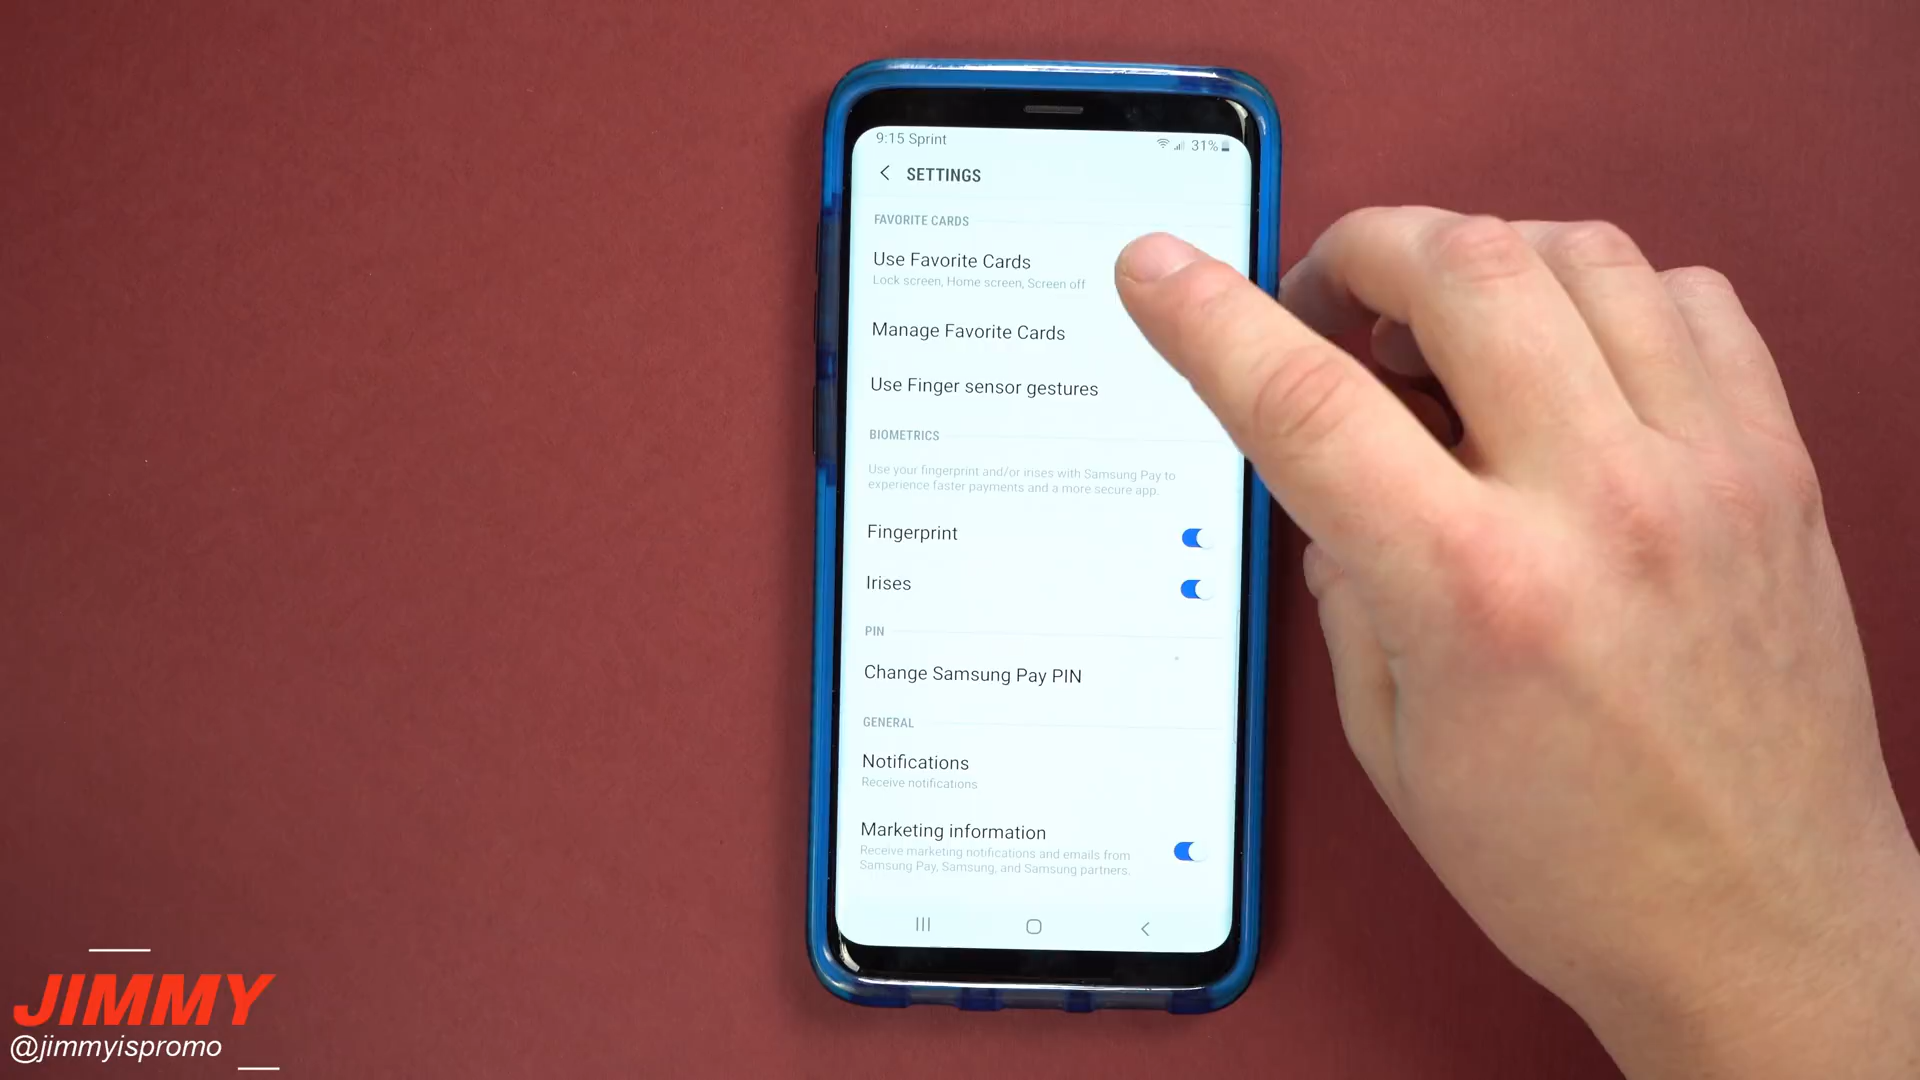 9:15 Sprint
31%
SETTINGS
FAVORITE CARDS
Use Favorite Cards
Lock screen, Home screen, Screen off
Manage Favorite Cards
Use Finger sensor gestures
BIOMETRICS
Use your fingerprint and/or irises with Samsung Pay to
experience faster payments and a more secure app.
Fingerprint
Irises
PIN
Change Samsung Pay PIN
GENERAL
Notifications
Receive notifications
Marketing information
Receive marketing notifications and emails from
Samsung Pay, Samsung, and Samsung partners.
JIMMY
@jimmyispromo